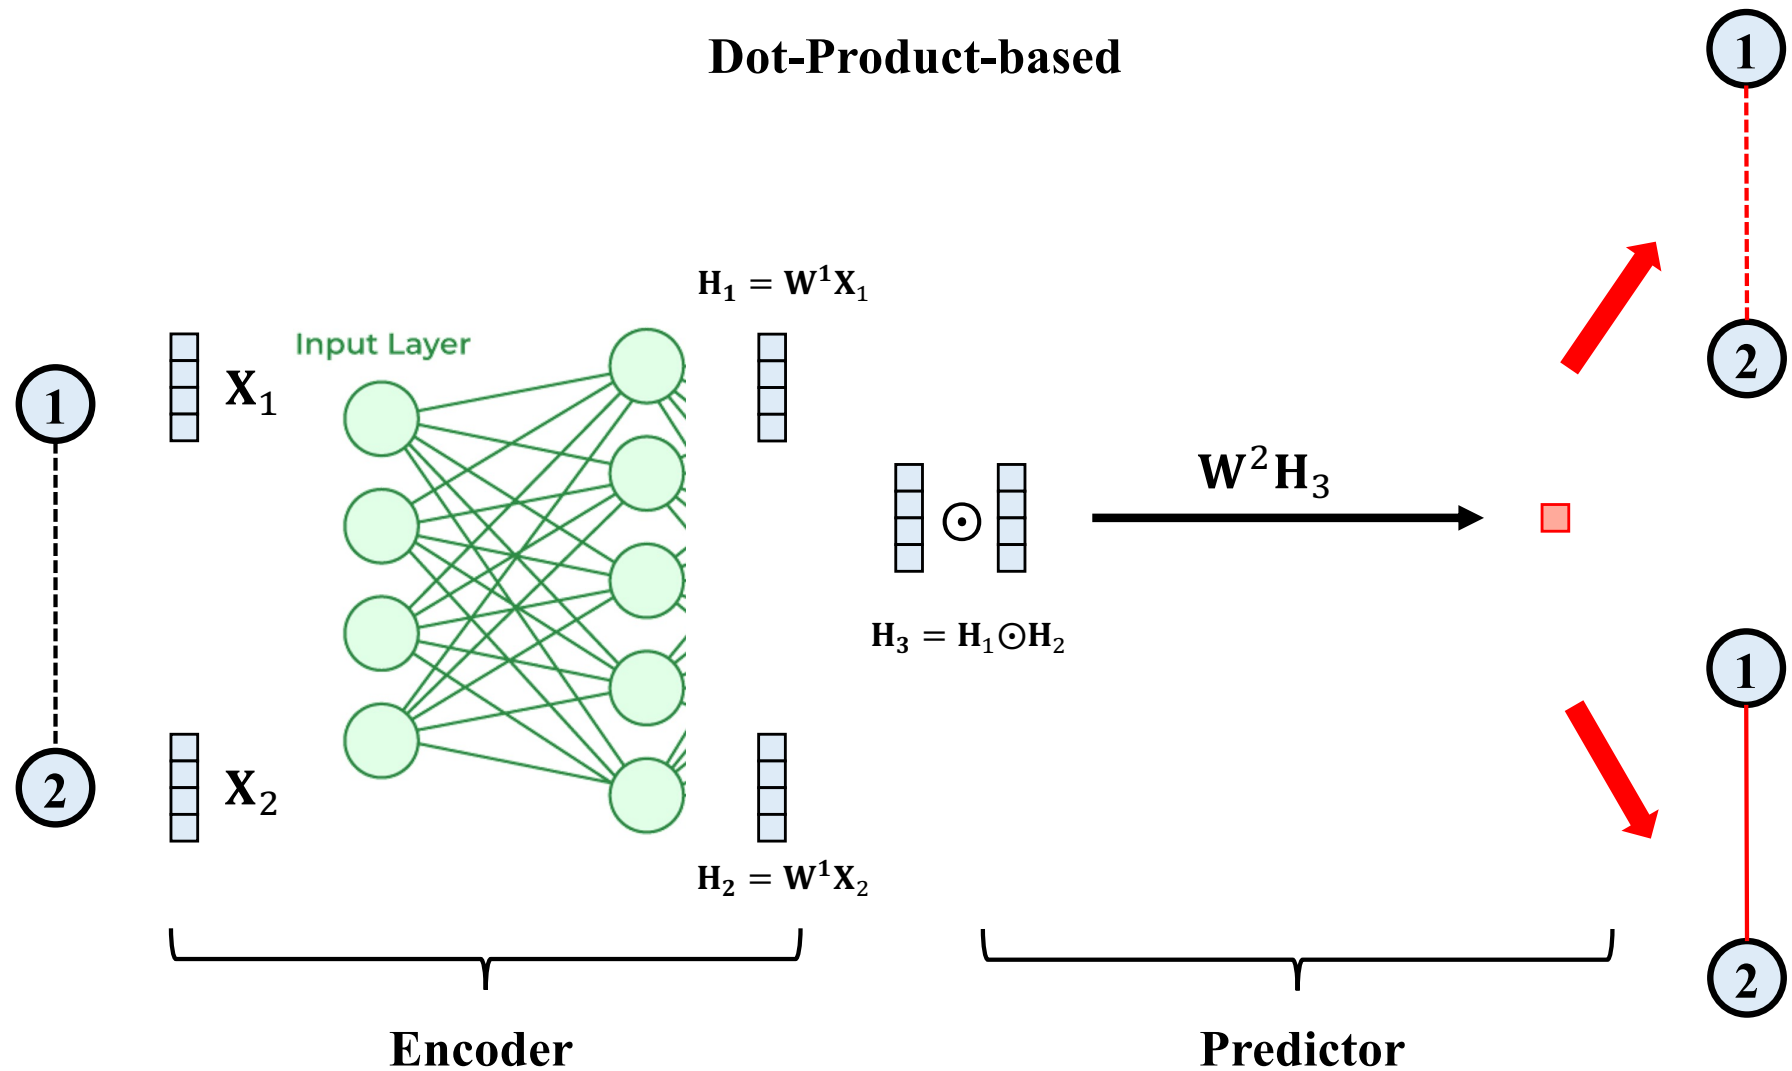 Dot-Product-based
1
2
1
2
X₁
X₂
Input Layer
𝐇₁ = 𝐖¹𝐗₁
𝐇₂ = 𝐖¹𝐗₂
⊙
𝐇₃ = 𝐇₁⊙𝐇₂
𝐖²𝐇₃
1
2
Encoder
Predictor